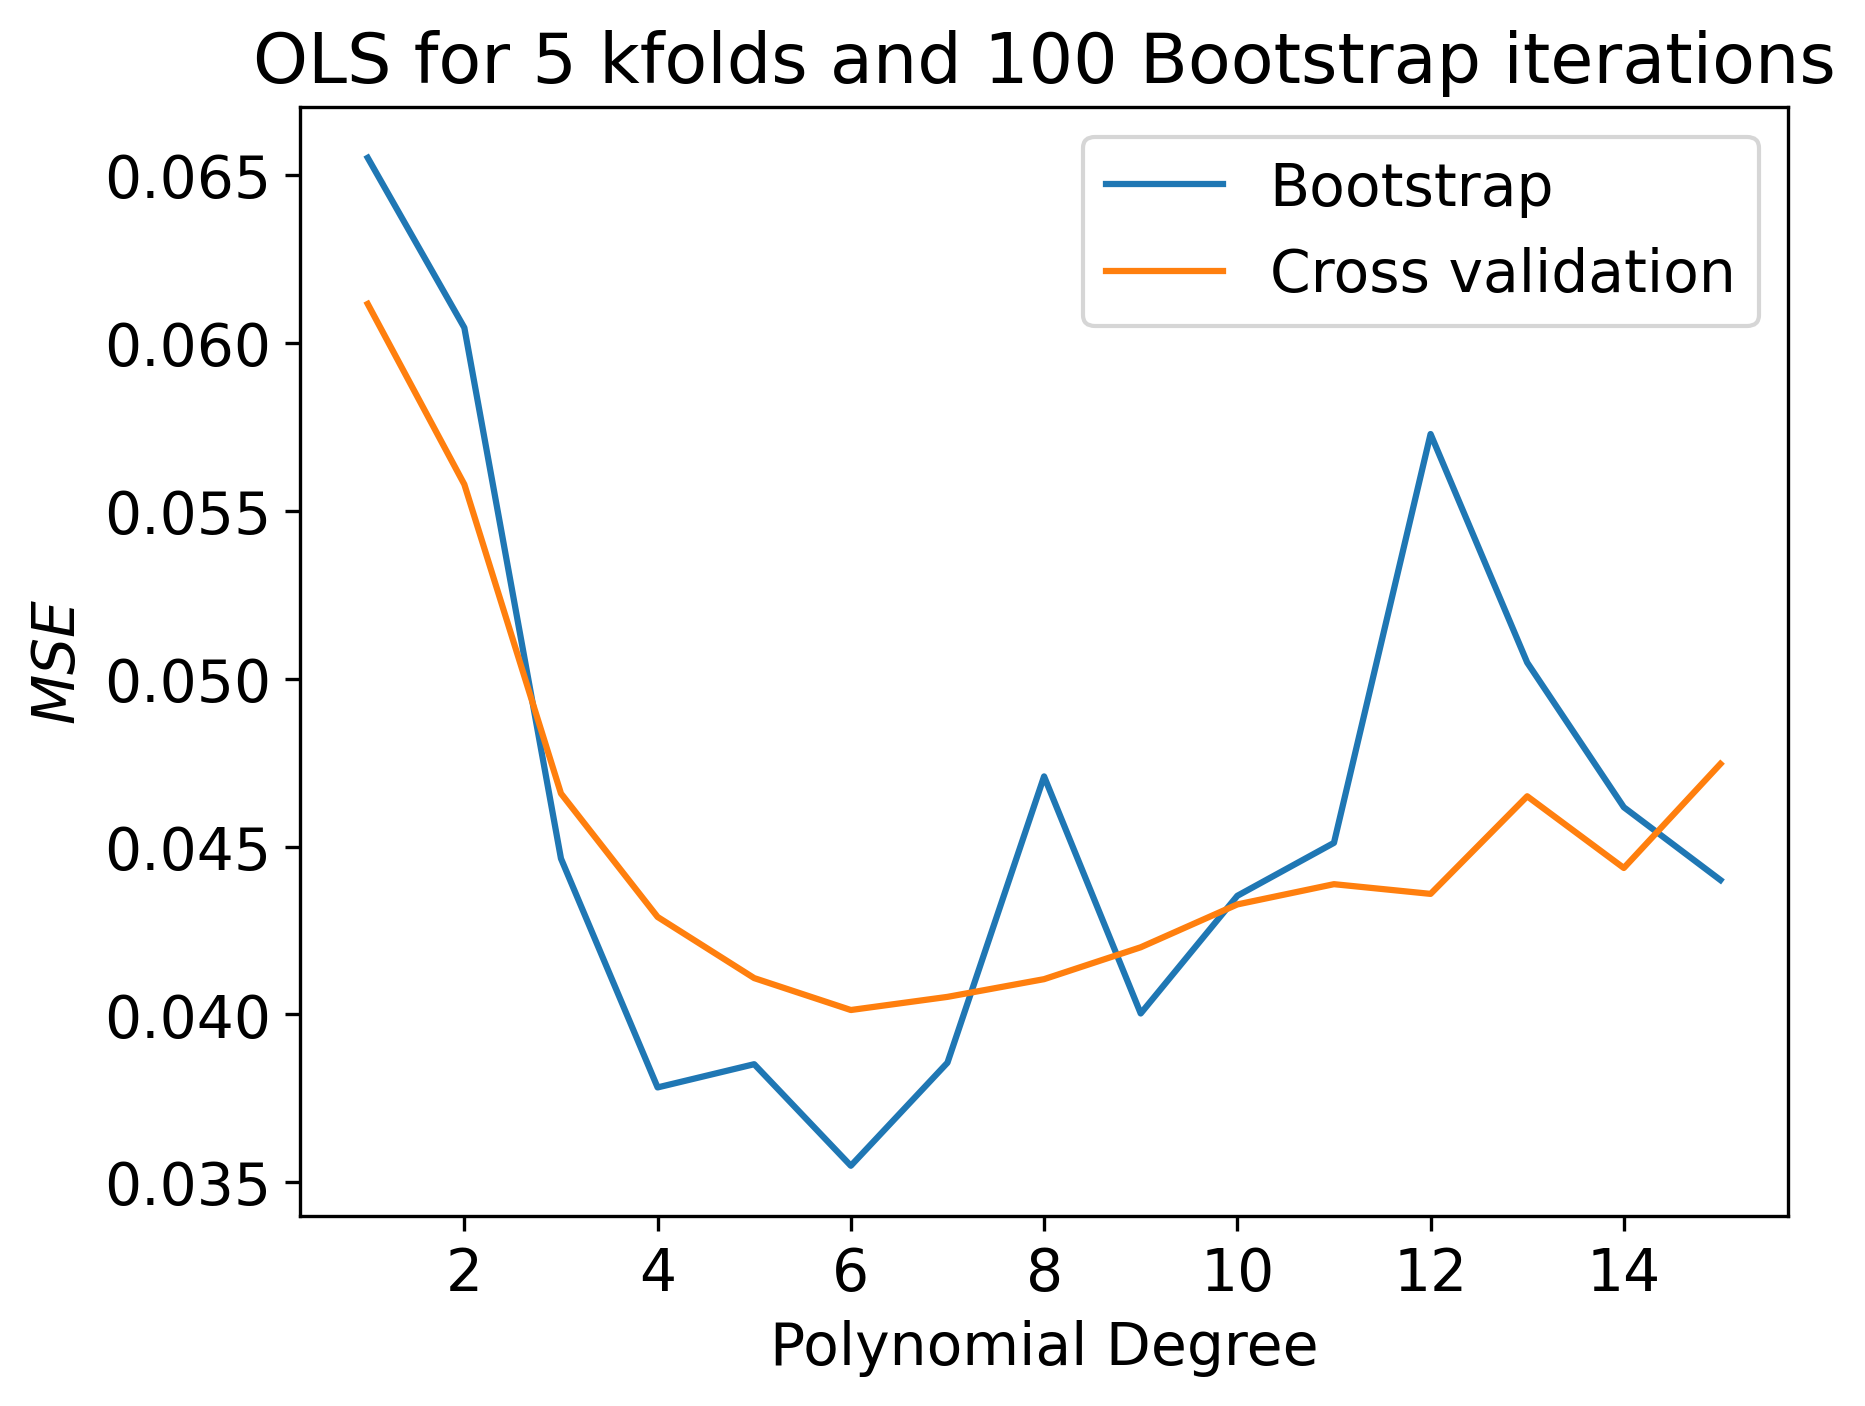 OLS for 5 kfolds and 100 Bootstrap iterations
Bootstrap
Cross validation
0.065
0.060
0.055
0.050
0.045
0.040
0.035
MSE
2 4 6 8 10 12 14
Polynomial Degree